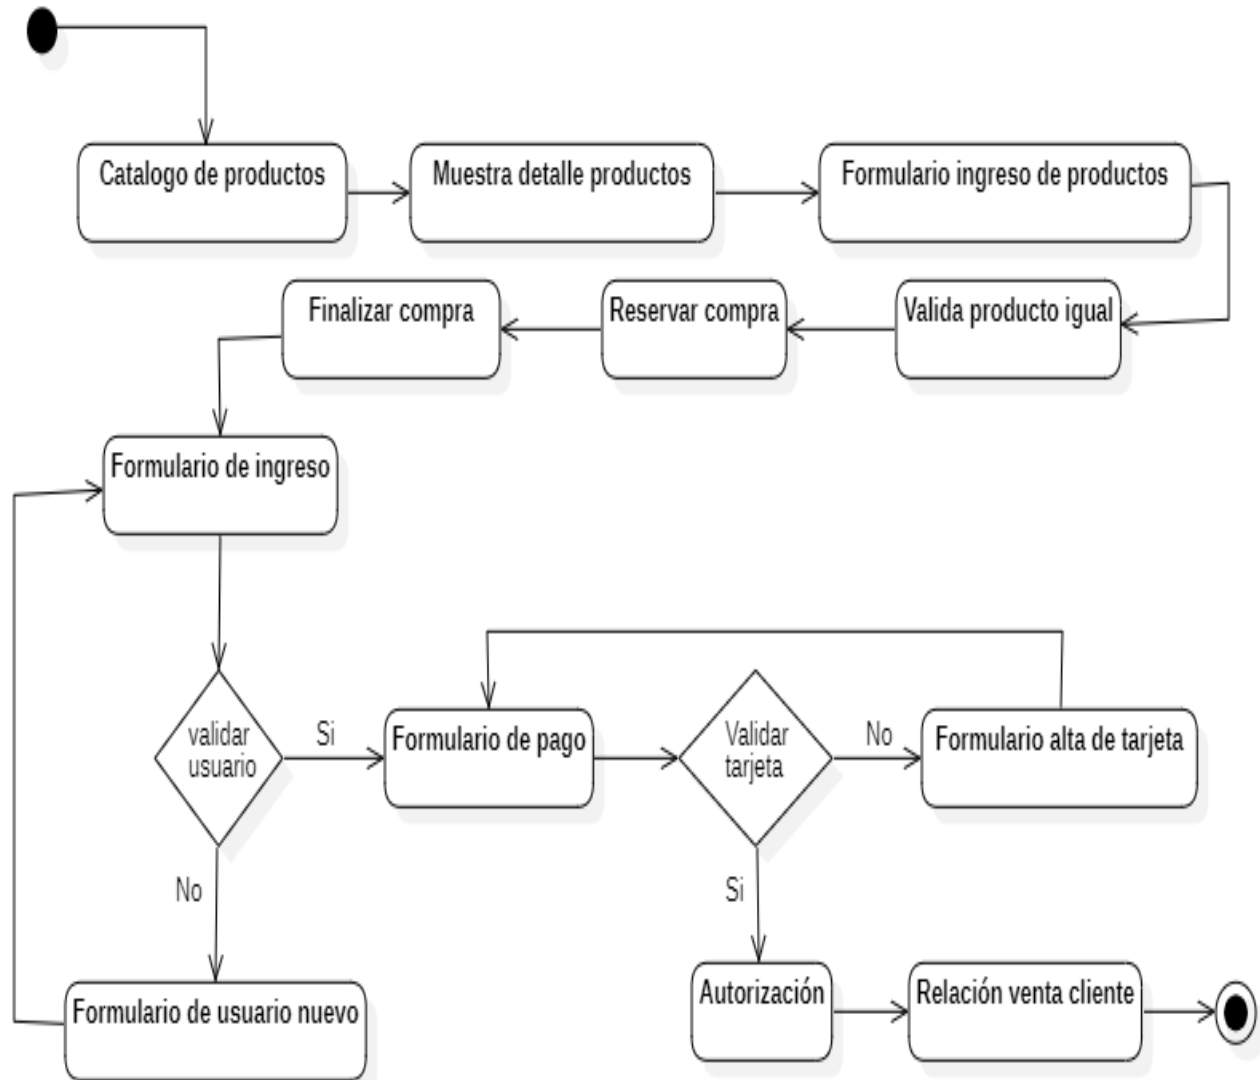 Catalogo de productos
Muestra detalle productos
Formulario ingreso de productos
Finalizar compra
Reservar compra
Valida producto igual
Formulario de ingreso
validar
usuario
Si
Formulario de pago
Validar
tarjeta
No
Formulario alta de tarjeta
No
Si
Formulario de usuario nuevo
Autorización
Relación venta cliente